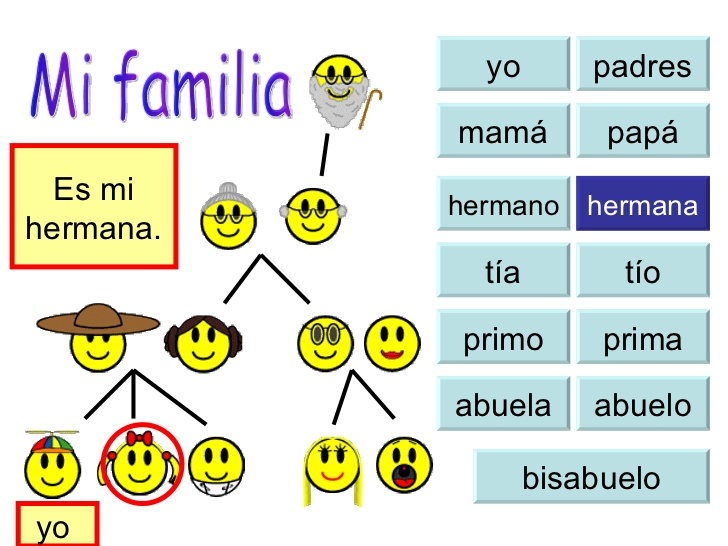 Mi familia
Es mi
hermana.
yo
yo padres
mamá papá
hermano hermana
tía tío
primo prima
abuela abuelo
bisabuelo